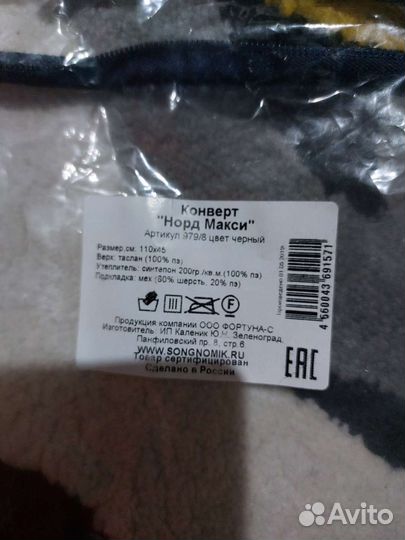 Конверт
"Норд Макси"
Артикул 979/8 цвет черный
Размер,см. 110х45
Верх: таслан (100% пэ)
Утеплитель: синтепон 200гр./кв.м.(100% пэ)
Подкладка: мех (80% шерсть, 20% пэ)
F
Продукция компании ООО ФОРТУНА-С
Изготовитель: ИП Каленик Ю.М. Зеленоград,
Панфиловский пр. 8, стр.6
WWW.SONGNOMIK.RU
Товар сертифицирован
Сделано в России
4 660043 691571
EAC
Avito